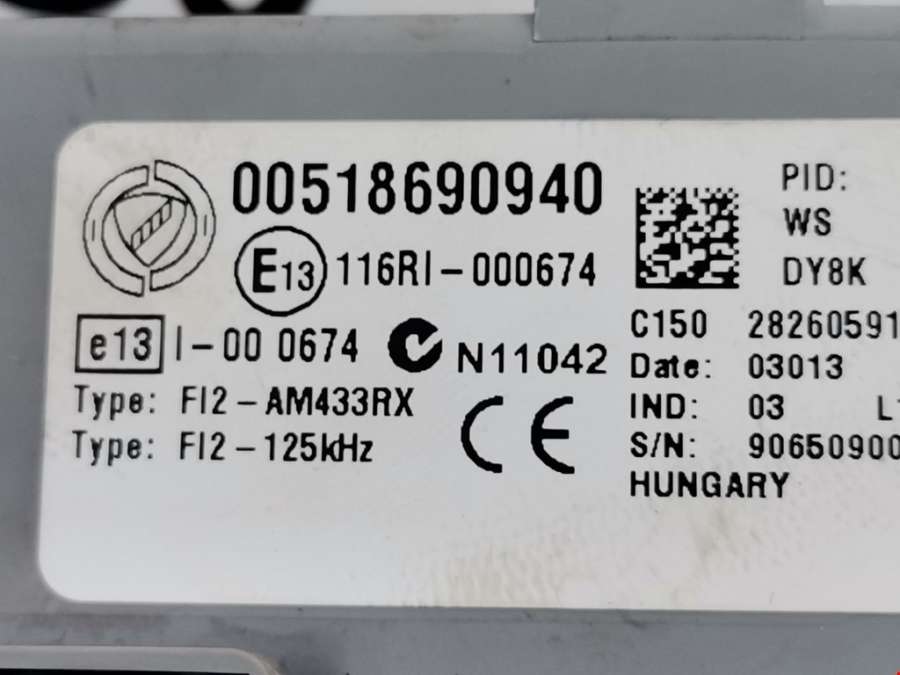 00518690940
E13 116RI-000674
e13 I-00 0674 N11042
Type: FI2-AM433RX
Type: FI2-125kHz
CE
PID:
WS
DY8K
C150 28260591
Date: 03013
IND: 03
S/N: 90650900
HUNGARY